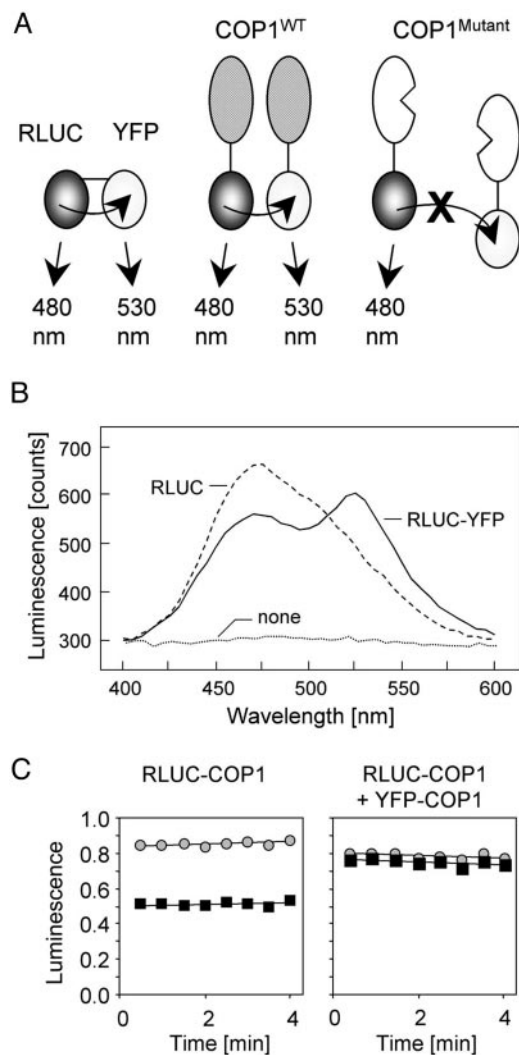 A
COP1WT
COP1Mutant
RLUC YFP
X
480 530 480 530 480
nm nm nm nm nm
B
Luminescence [counts]
700
600
500
400
300
RLUC
RLUC-YFP
none
400 450 500 550 600
Wavelength [nm]
C
RLUC-COP1
RLUC-COP1
+ YFP-COP1
Luminescence
1.0
0.8
0.6
0.4
0.2
0.0
0 2 4 0 2 4
Time [min] Time [min]